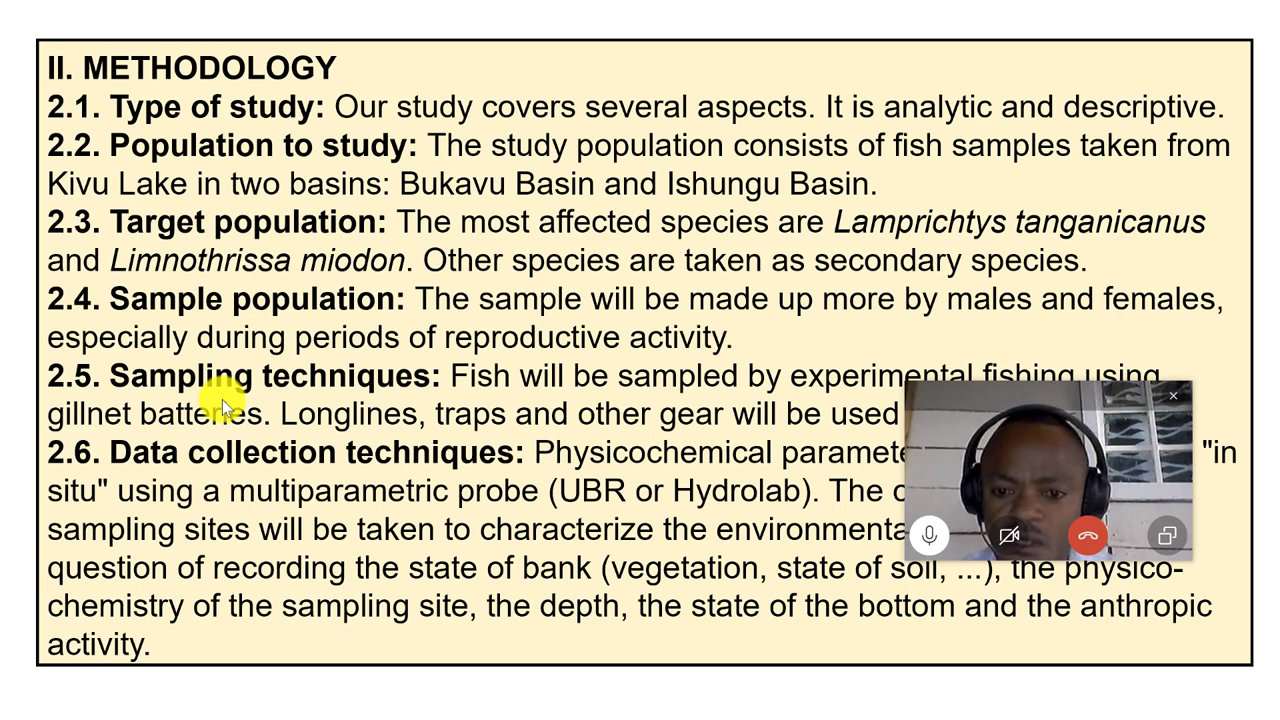 II. METHODOLOGY
2.1. Type of study: Our study covers several aspects. It is analytic and descriptive.
2.2. Population to study: The study population consists of fish samples taken from
Kivu Lake in two basins: Bukavu Basin and Ishungu Basin.
2.3. Target population: The most affected species are Lamprichtys tanganicanus
and Limnothrissa miodon. Other species are taken as secondary species.
2.4. Sample population: The sample will be made up more by males and females,
especially during periods of reproductive activity.
2.5. Sampling techniques: Fish will be sampled by experimental fishing using
gillnet batteries. Longlines, traps and other gear will be used
2.6. Data collection techniques: Physicochemical "in
situ" using a multiparametric probe (UBR or Hydrolab). The
sampling sites will be taken to characterize the
question of recording the state of bank (vegetation, state of soil, ...), the physico-
chemistry of the sampling site, the depth, the state of the bottom and the anthropic
activity.